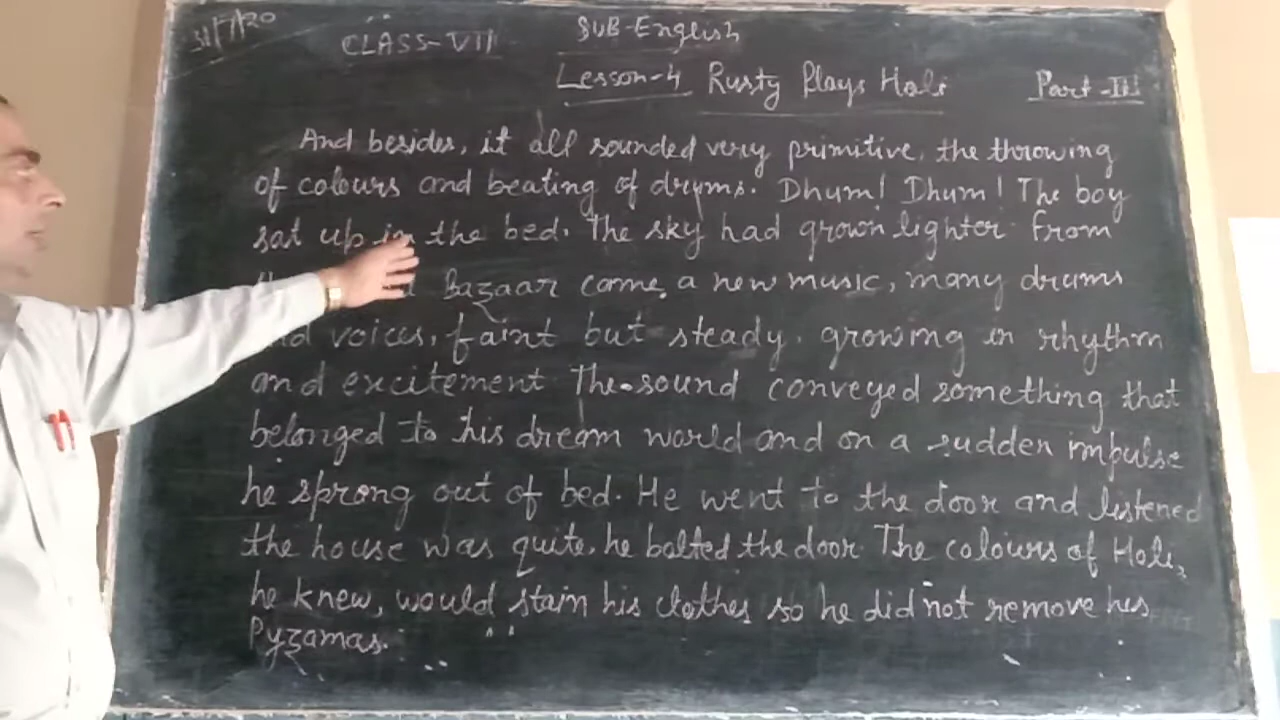 CLASS-VII
SUB-English
Lesson-4 Rusty Plays Holi Part-III
And besides, it all sounded very primitive, the throwing
of colours and beating of drums. Dhum! Dhum! The boy
sat up in the bed. The sky had grown lighter From
Bazaar came a new music, many drums
voices, faint but steady, growing in rhythm
and excitement The sound conveyed something that
belonged to his dream world and on a sudden impulse
he sprong out of bed. He went to the door and listened
the house was quite, he bolted the door The colours of Holi,
he knew, would stain his clothes so he did not remove his
Pyzamas.